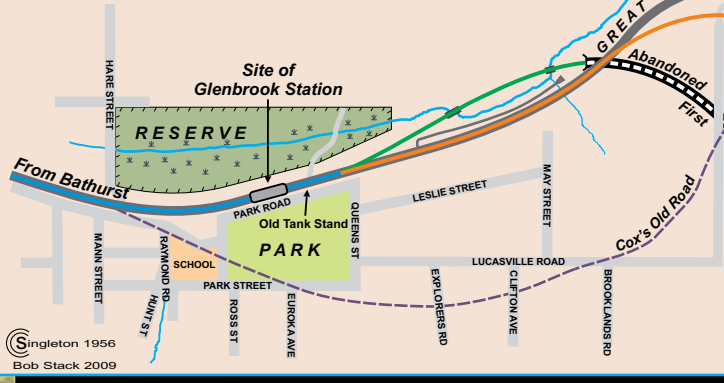 GREAT
Abandoned
First
HARE STREET
Site of
Glenbrook Station
RESERVE
From Bathurst
PARK ROAD
Old Tank Stand
LESLIE STREET
MAY STREET
QUEENS ST
Cox's Old Road
PARK
SCHOOL
MANN STREET
RAYMOND RD
HUNT ST
PARK STREET
LUCASVILLE ROAD
ROSS ST
EUROKA AVE
EXPLORERS RD
CLIFTON AVE
BROOKLANDS RD
Singleton 1956
Bob Stack 2009